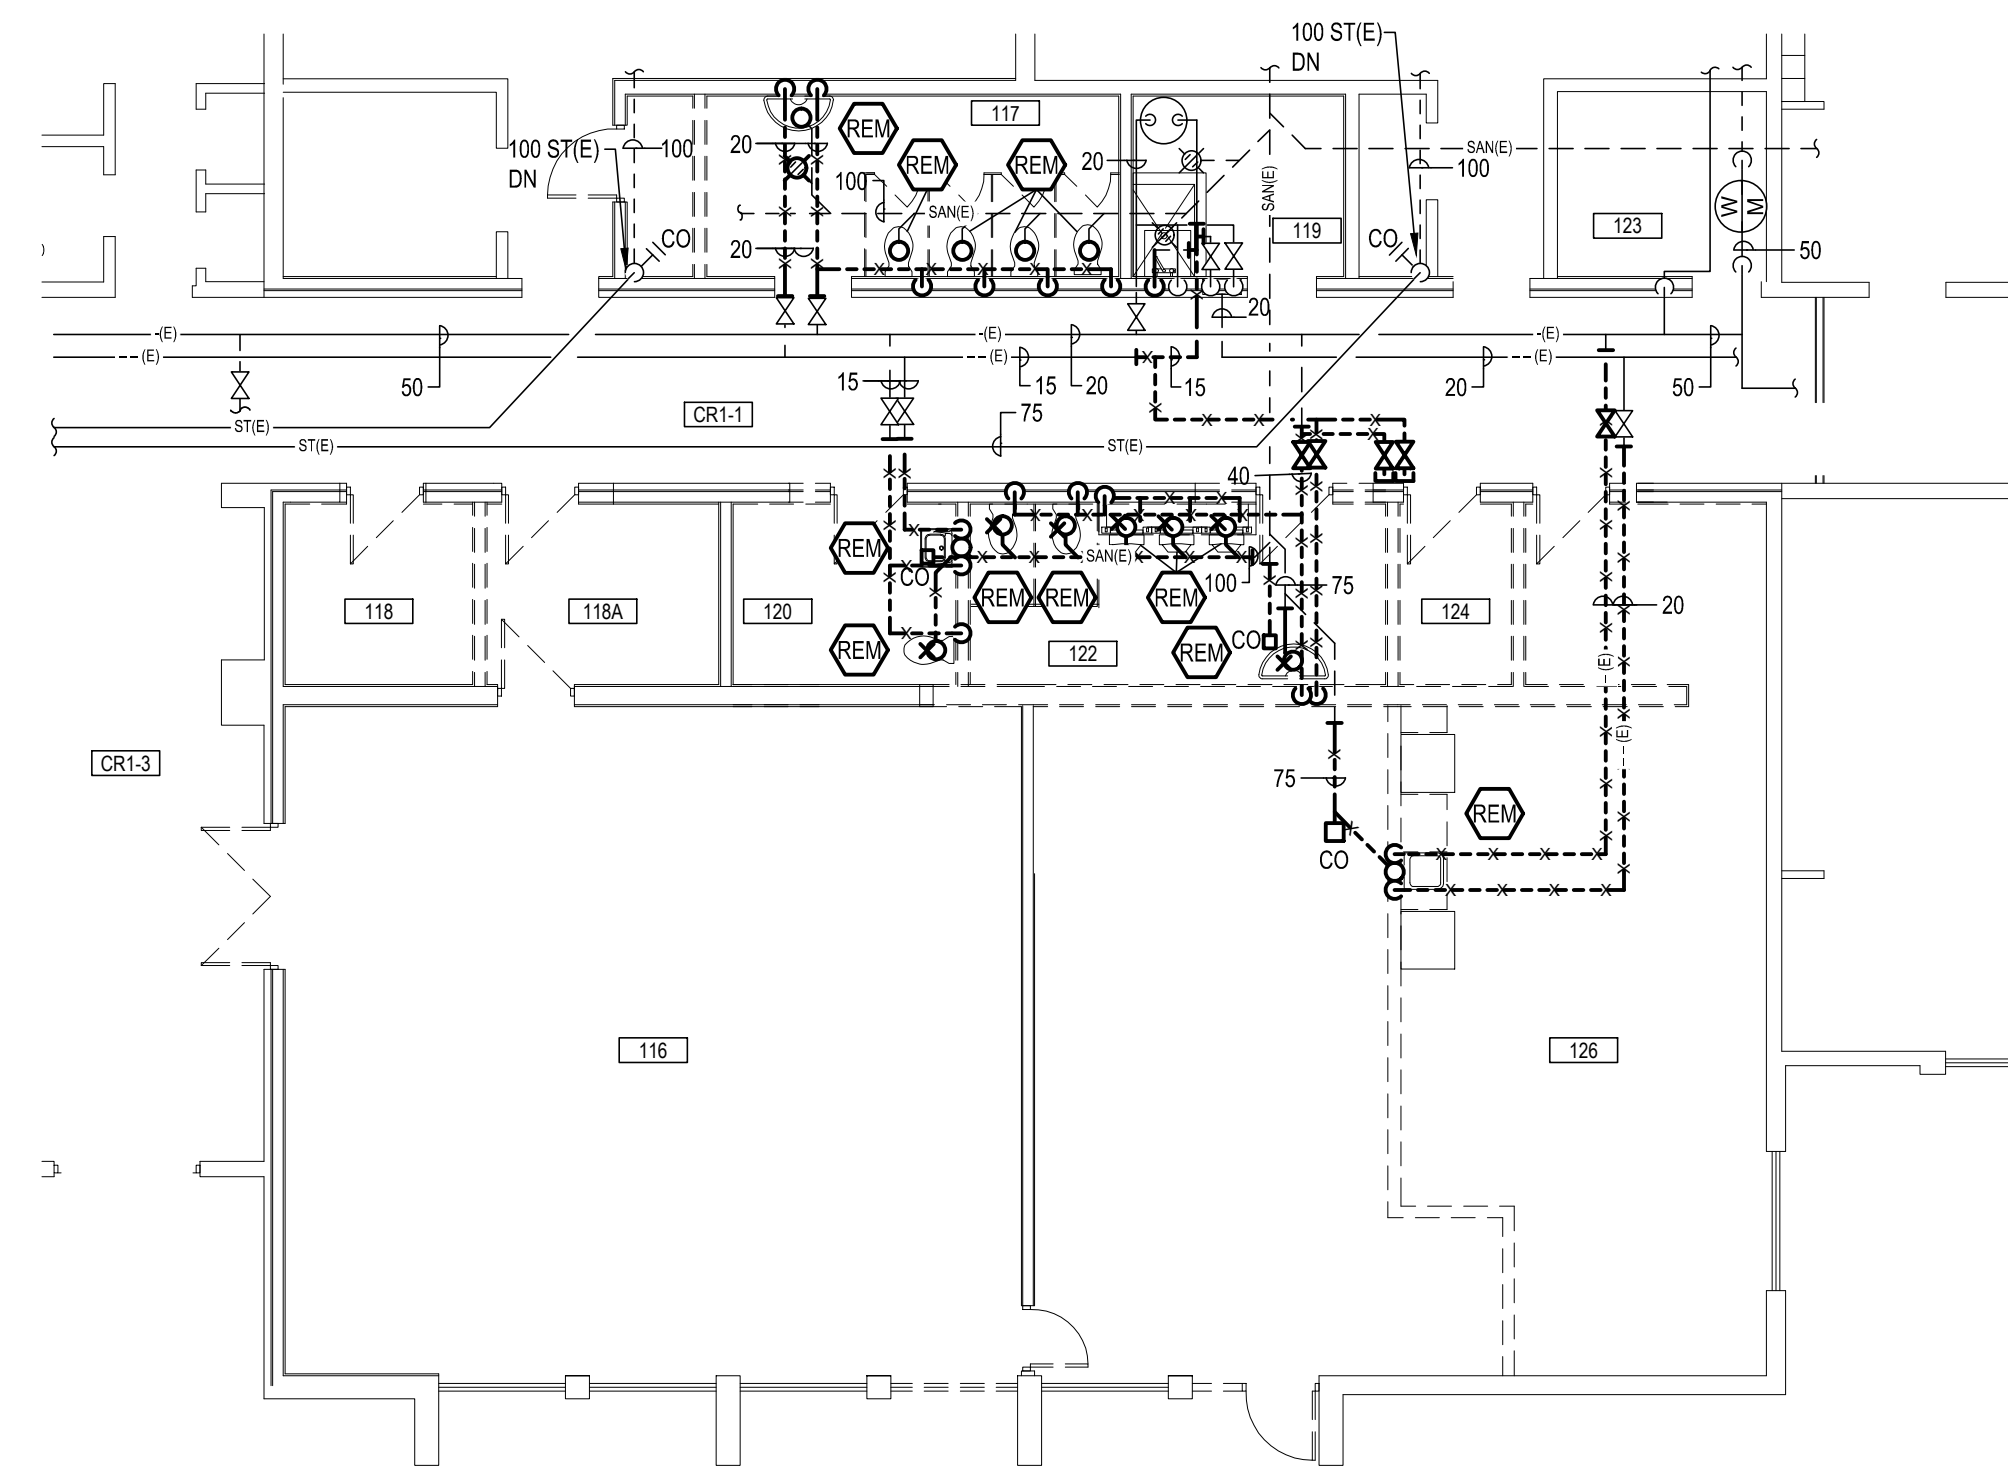 100 ST(E)
DN
117
REM
100 ST(E)
DN
100
20
REM
REM
20
SAN(E)
100
100
SAN(E)
SAN(E)
W
M
CO
20
119
CO
123
50
20
(E)
(E)
(E)
(E)
(E)
(E)
50
15
15
20
15
20
50
CR1-1
75
ST(E)
ST(E)
ST(E)
40
REM
CO
SAN(E)
100
75
118
118A
120
REM
REM
REM
124
20
REM
122
REM
CO
(E)
(E)
CR1-3
75
REM
CO
116
126